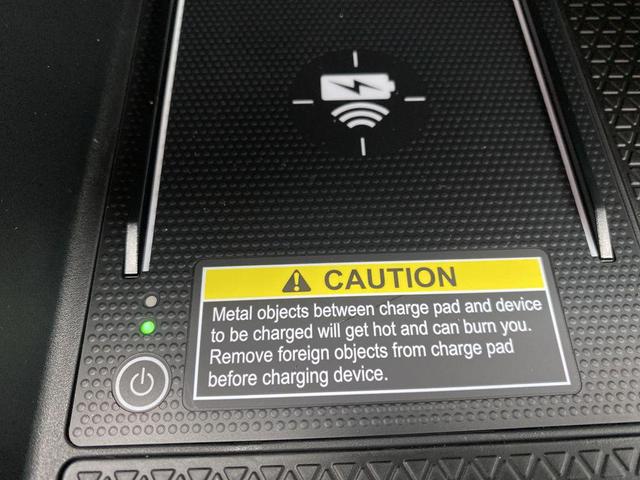 CAUTION
Metal objects between charge pad and device
to be charged will get hot and can burn you.
Remove foreign objects from charge pad
before charging device.